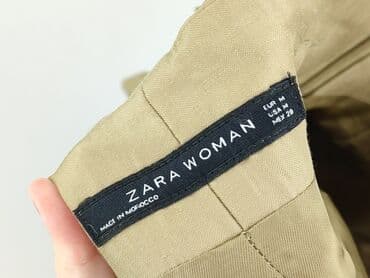 ZARA WOMAN
MADE IN MOROCCO
EUR M
USA M
MEX 28